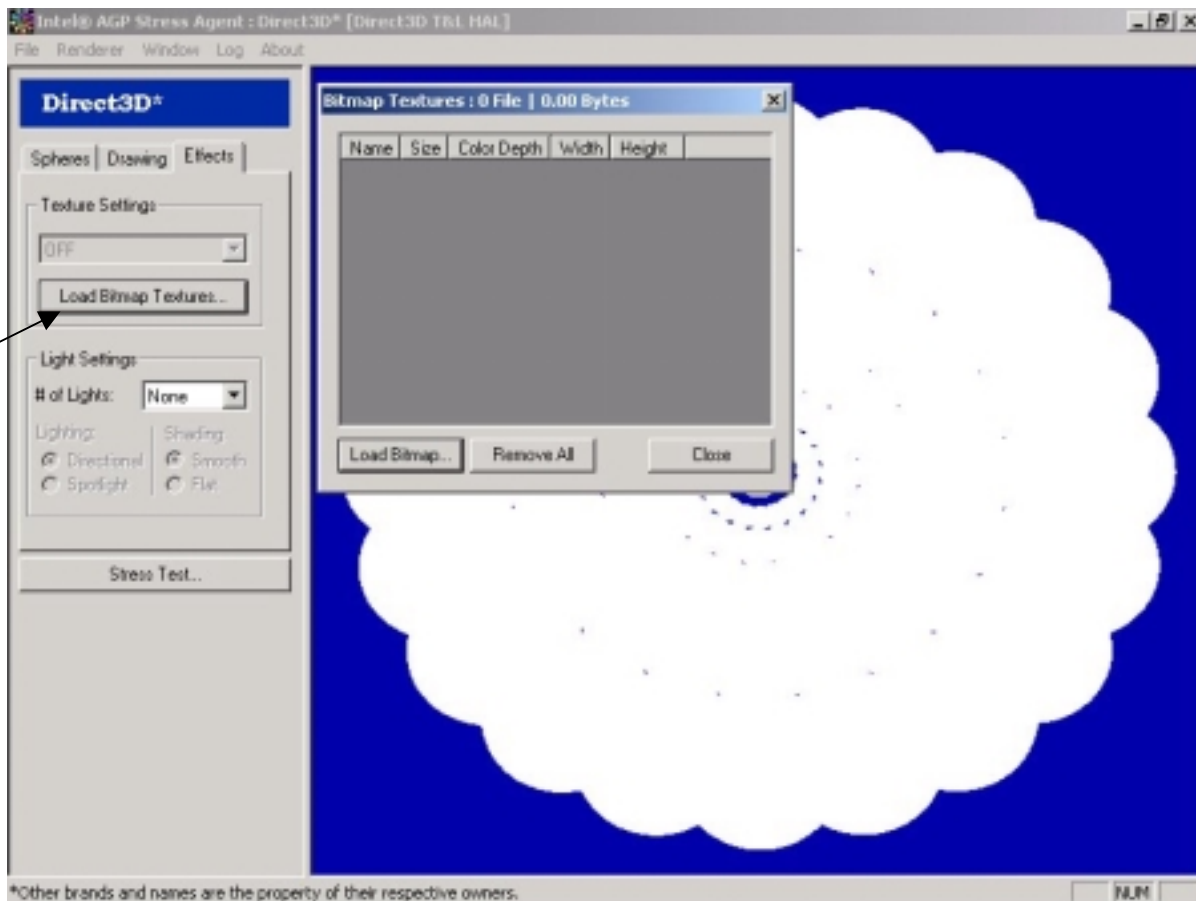 Intel® AGP Stress Agent : Direct3D* [Direct3D T&L HAL]
File Renderer Window Log About
Direct3D*
Spheres Drawing Effects
Texture Settings
OFF
Load Bitmap Textures...
Light Settings
# of Lights: None
Lighting: Shading:
Directional Smooth
Spotlight Flat
Stress Test...
Bitmap Textures : 0 File | 0.00 Bytes
Name Size Color Depth Width Height
Load Bitmap... Remove All Close
*Other brands and names are the property of their respective owners.
NUM